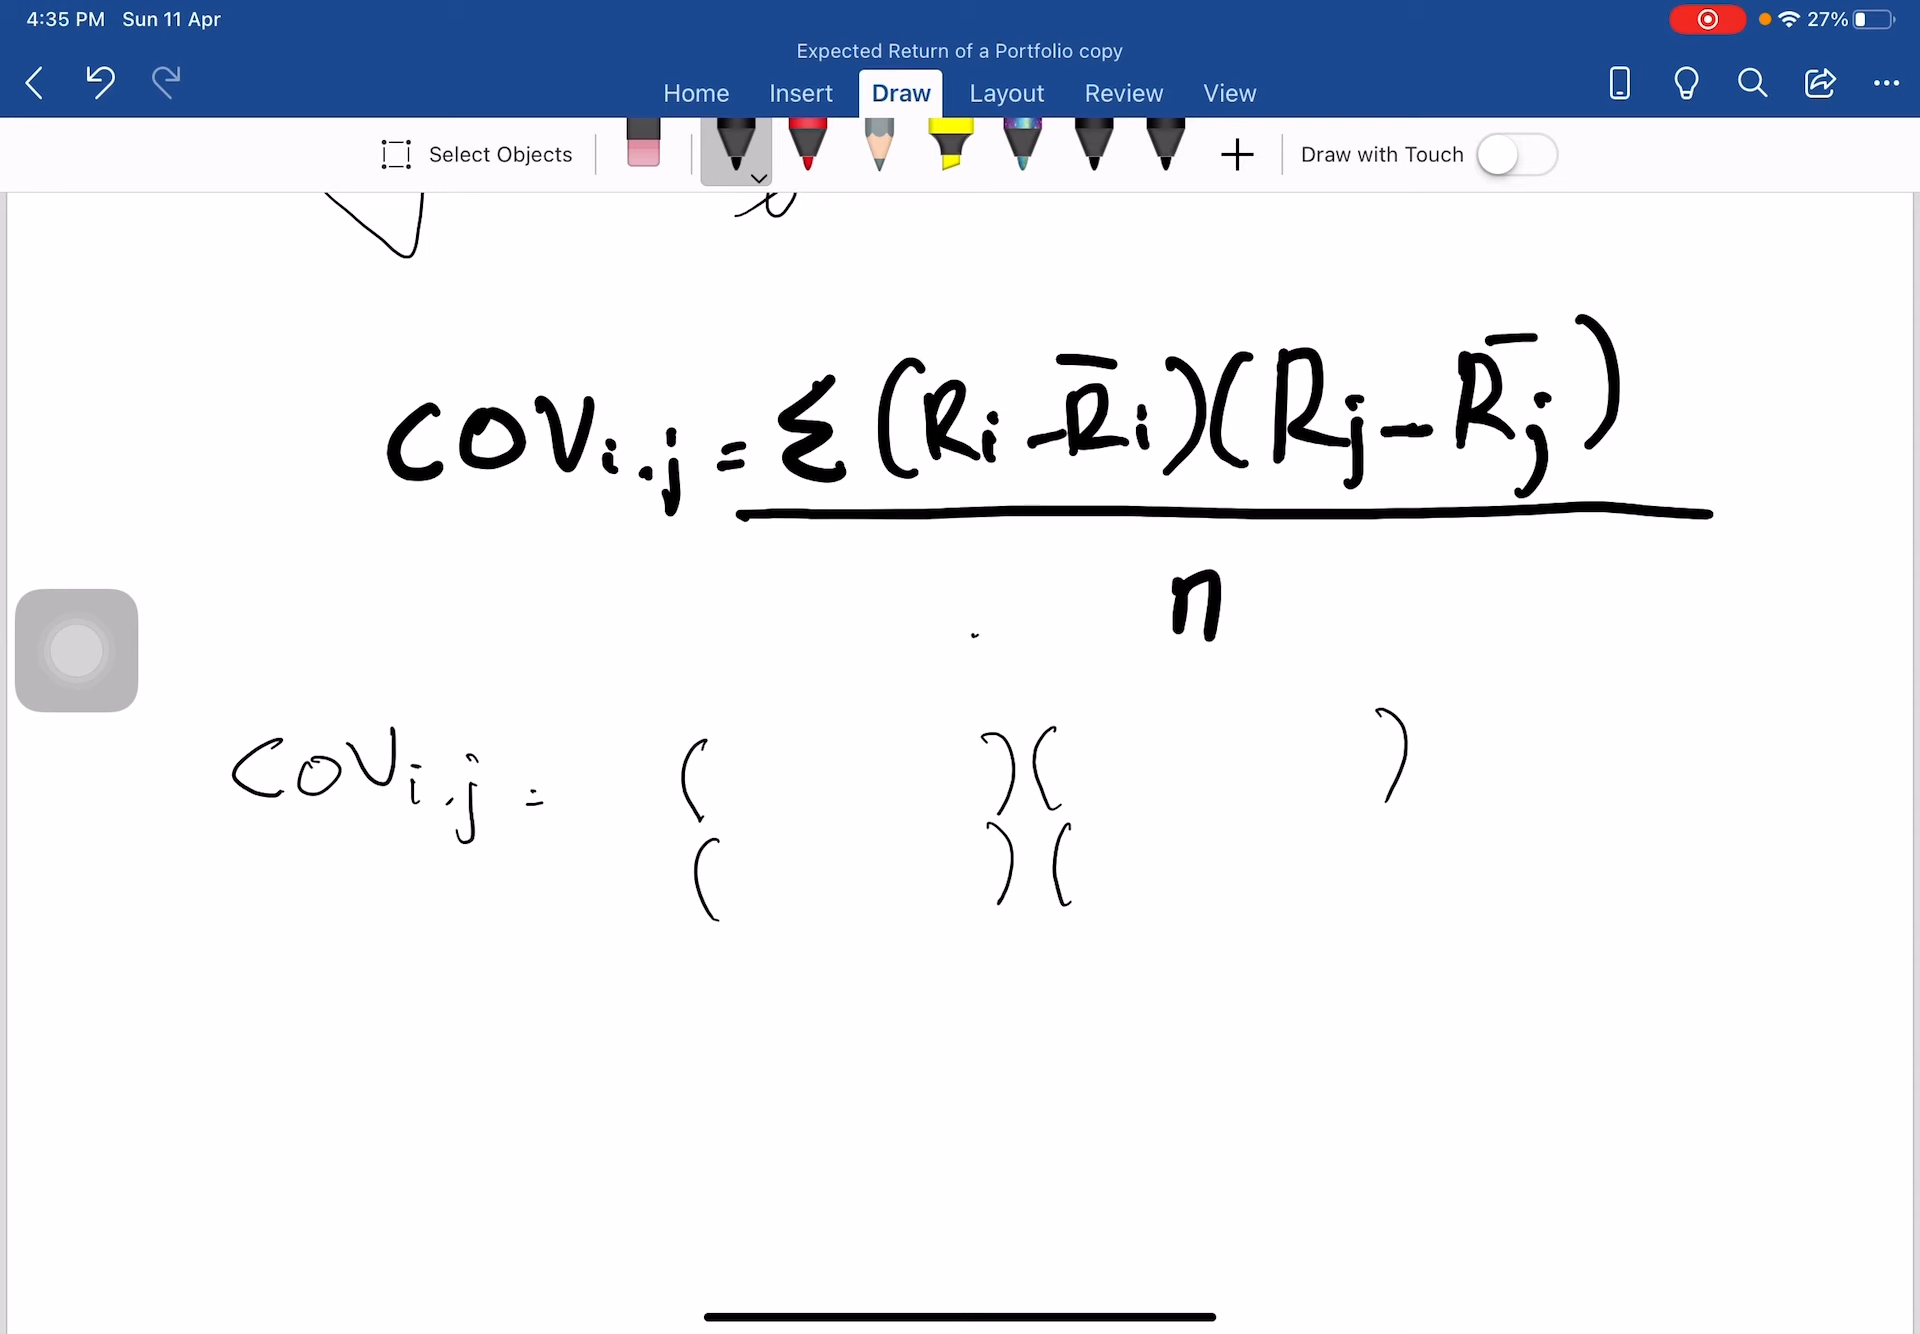 4:35 PM Sun 11 Apr 27%
Expected Return of a Portfolio copy
Home Insert Draw Layout Review View
Select Objects Draw with Touch
COVi.j = Σ (Ri - R̄i)(Rj - R̄j)
n
COVi.j = ( )( )
( )(